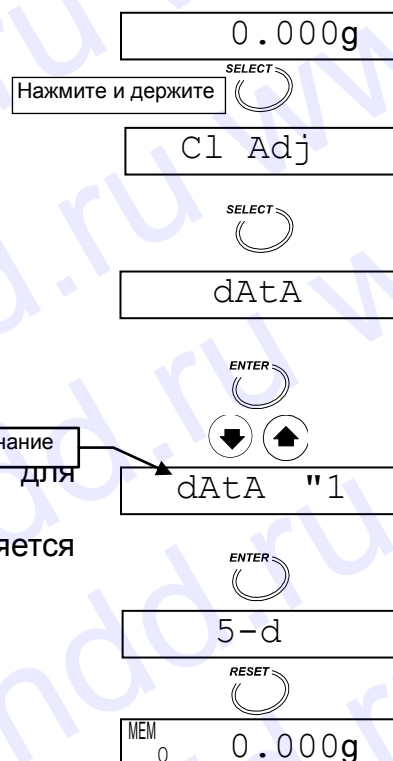 0.000g
SELECT
Нажмите и держите
Cl Adj
SELECT
dAtA
ENTER
для
dAtA "1
яется
ENTER
5-d
RESET
MEM
0 0.000g